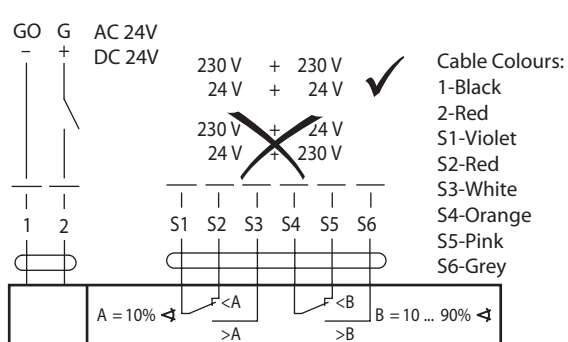 GO G AC 24V
– + DC 24V
230 V + 230 V
24 V + 24 V
230 V + 24 V
24 V + 230 V
Cable Colours:
1-Black
2-Red
S1-Violet
S2-Red
S3-White
S4-Orange
S5-Pink
S6-Grey
1 2 S1 S2 S3 S4 S5 S6
A = 10% ∢ <A <B B = 10 ... 90% ∢
>A >B